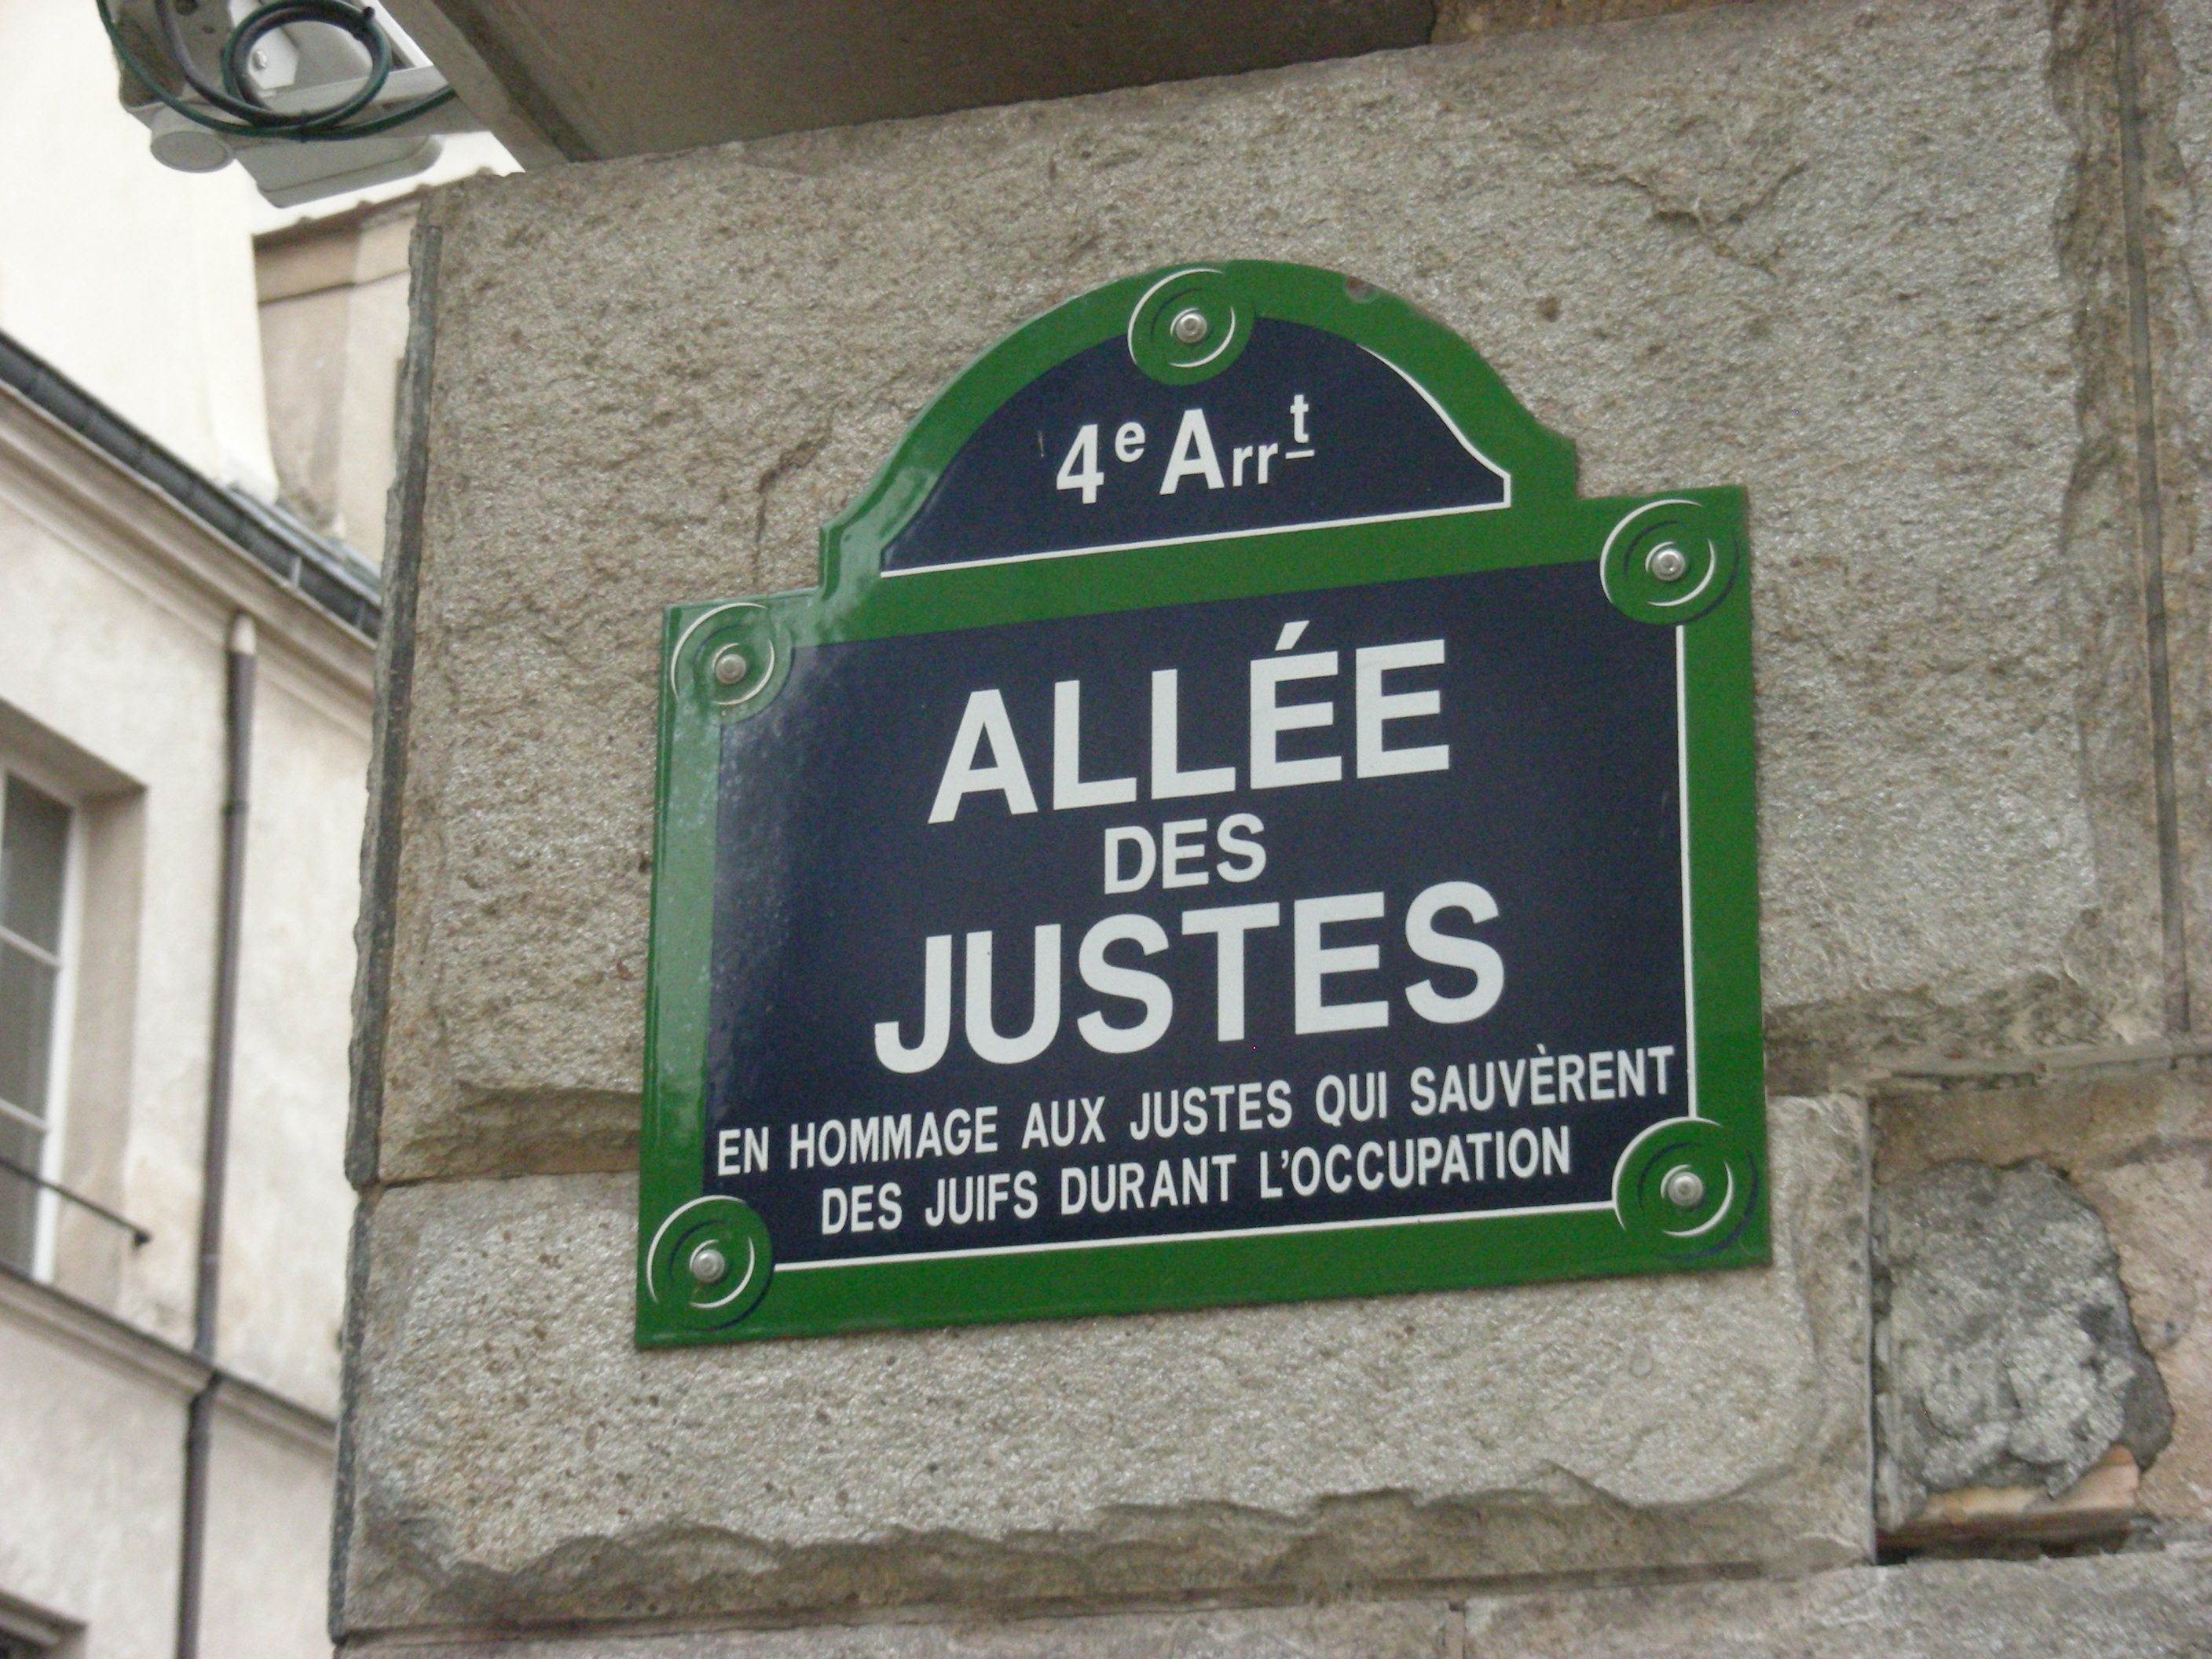 4e Arrt
ALLÉE
DES
JUSTES
EN HOMMAGE AUX JUSTES QUI SAUVÈRENT
DES JUIFS DURANT L'OCCUPATION